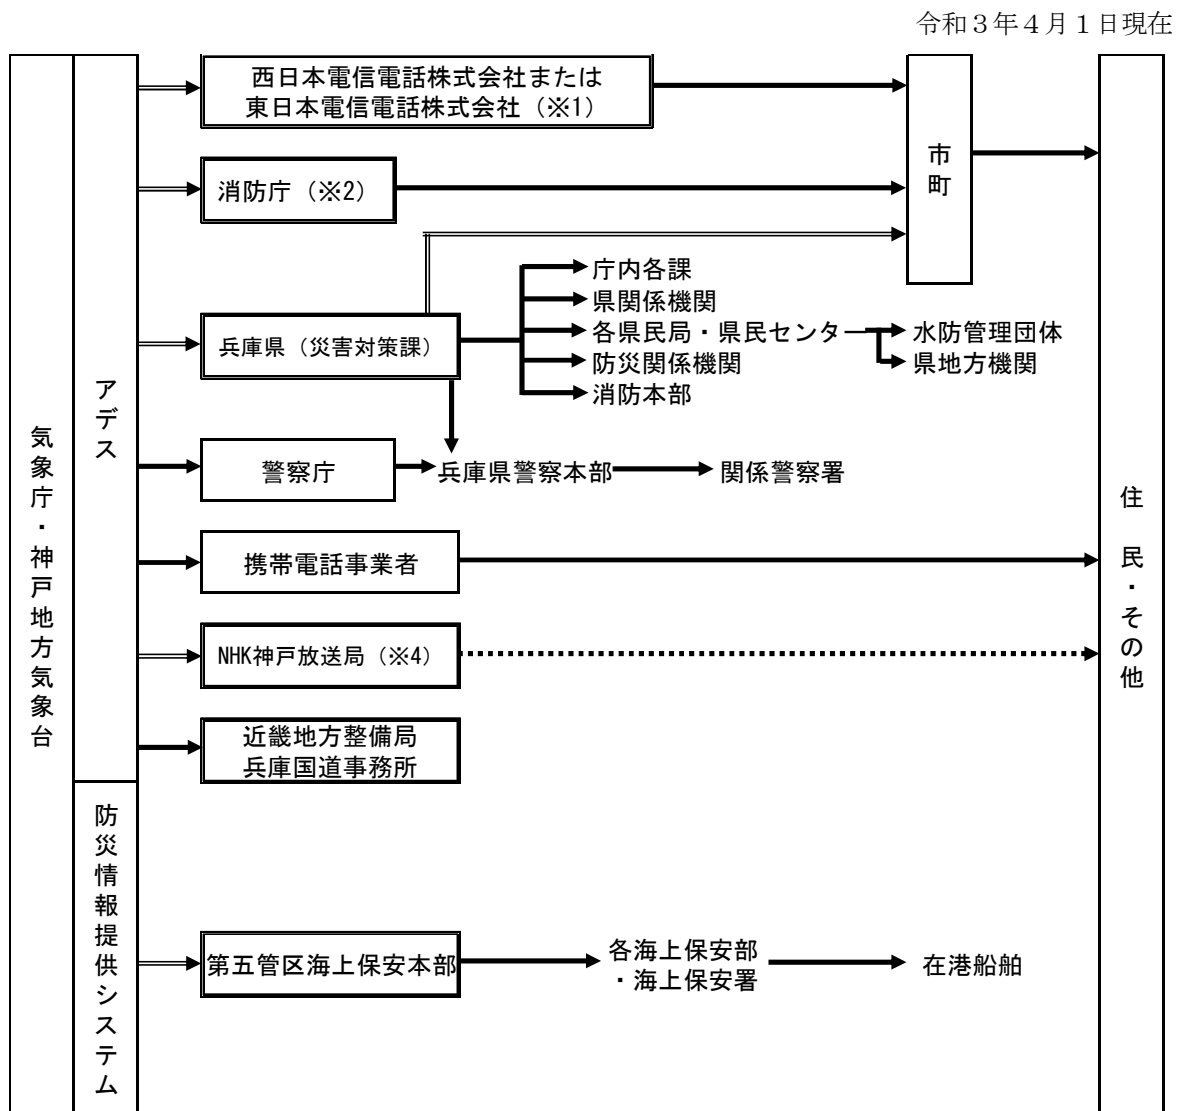 令和３年４月１日現在
気象庁・神戸地方気象台
アデス
防災情報提供システム
西日本電信電話株式会社または
東日本電信電話株式会社（※1）
消防庁（※2）
兵庫県（災害対策課）
庁内各課
県関係機関
各県民局・県民センター
防災関係機関
消防本部
水防管理団体
県地方機関
市町
警察庁
兵庫県警察本部
関係警察署
携帯電話事業者
NHK神戸放送局（※4）
近畿地方整備局
兵庫国道事務所
第五管区海上保安本部
各海上保安部
・海上保安署
在港船舶
住民・その他